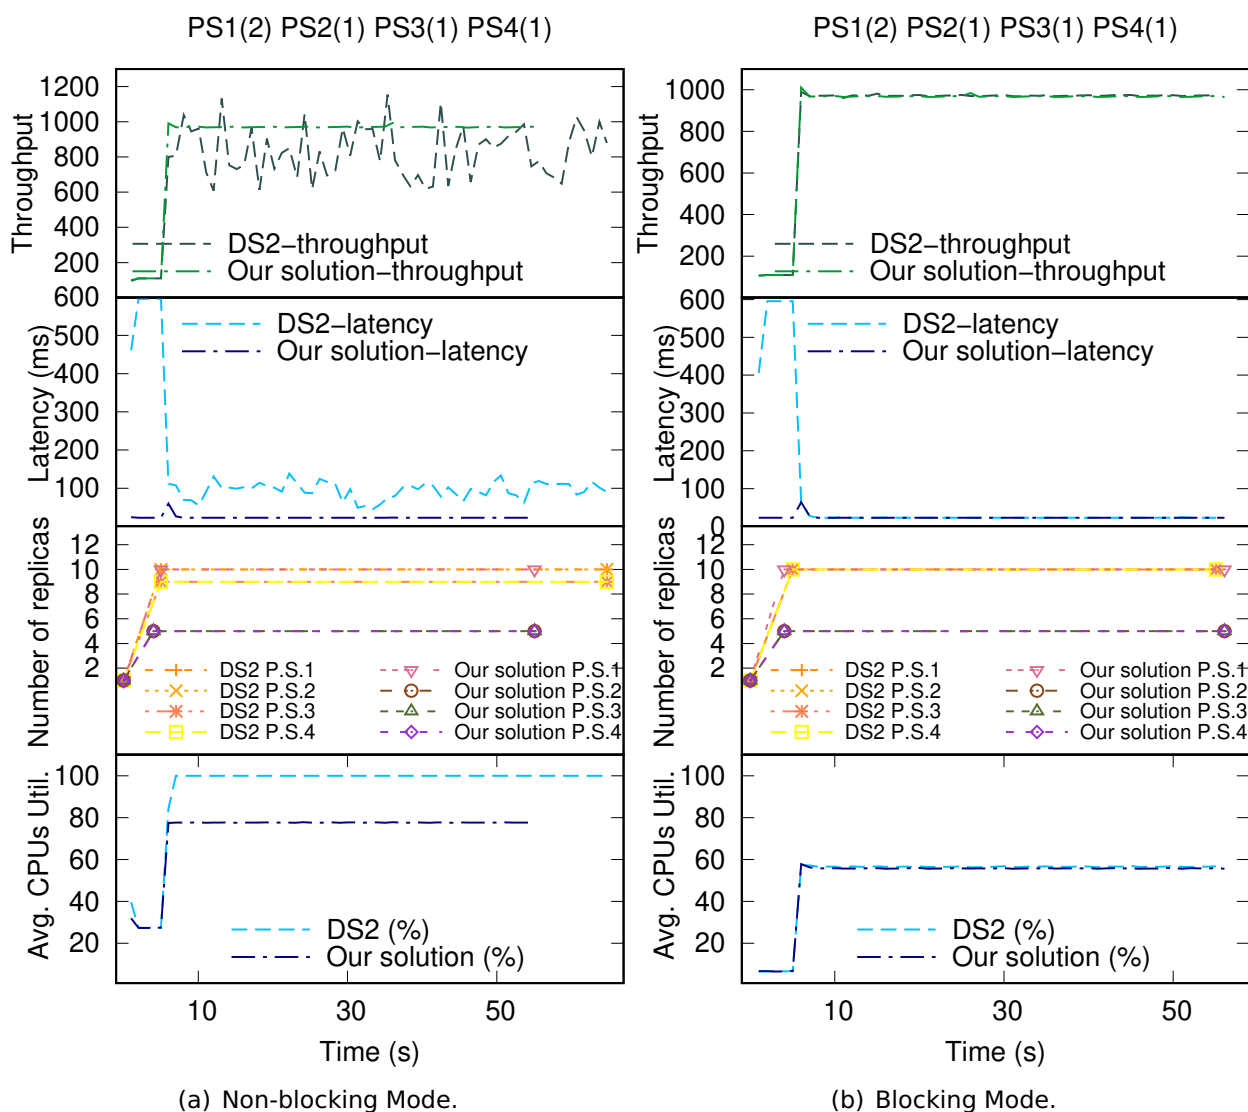 PS1(2) PS2(1) PS3(1) PS4(1)
Throughput
1200
1000
800
600
400
200
DS2-throughput
Our solution-throughput
Latency (ms)
600
500
400
300
200
100
DS2-latency
Our solution-latency
Number of replicas
12
10
8
6
4
2
DS2 P.S.1
DS2 P.S.2
DS2 P.S.3
DS2 P.S.4
Our solution P.S.1
Our solution P.S.2
Our solution P.S.3
Our solution P.S.4
Avg. CPUs Util.
100
80
60
40
20
DS2 (%)
Our solution (%)
10 30 50
Time (s)
(a) Non-blocking Mode.
PS1(2) PS2(1) PS3(1) PS4(1)
Throughput
1000
800
600
400
200
DS2-throughput
Our solution-throughput
Latency (ms)
600
500
400
300
200
100
0
DS2-latency
Our solution-latency
Number of replicas
12
10
8
6
4
2
DS2 P.S.1
DS2 P.S.2
DS2 P.S.3
DS2 P.S.4
Our solution P.S.1
Our solution P.S.2
Our solution P.S.3
Our solution P.S.4
Avg. CPUs Util.
100
80
60
40
20
DS2 (%)
Our solution (%)
10 30 50
Time (s)
(b) Blocking Mode.